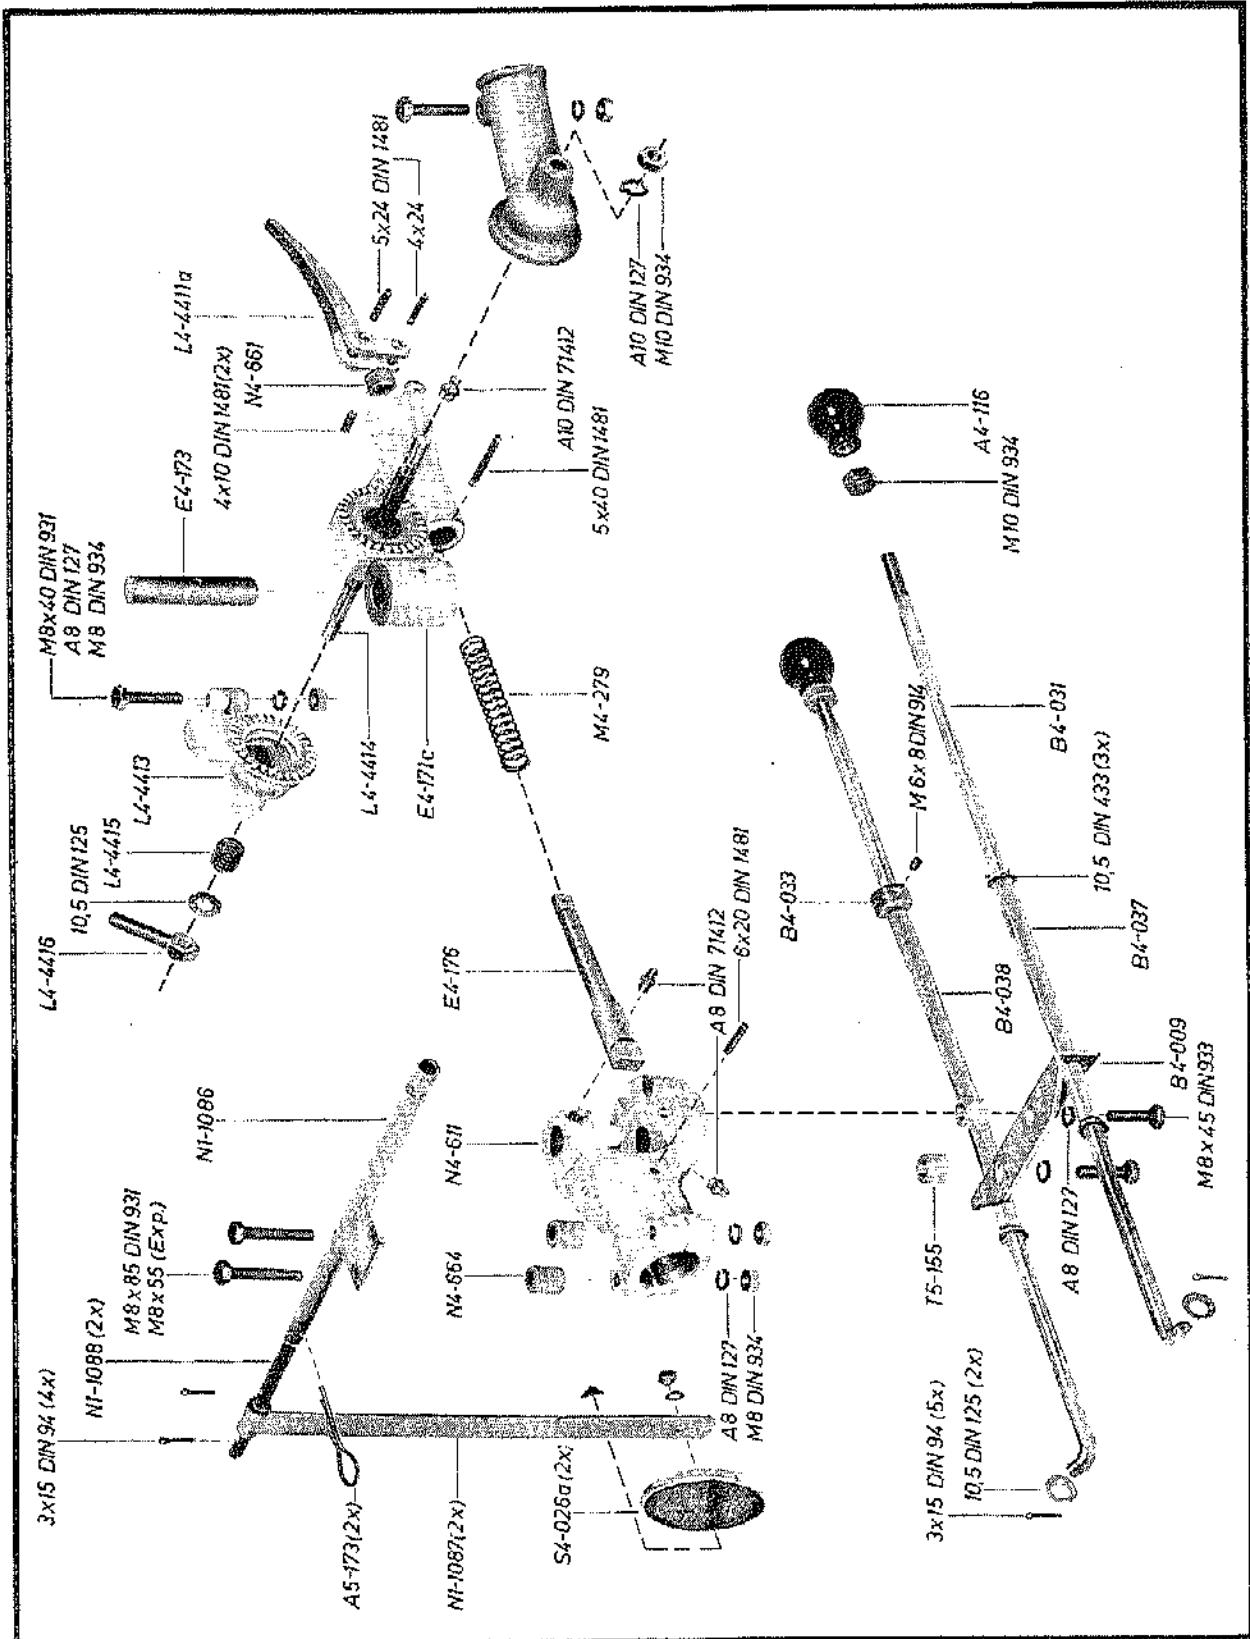 3x15 DIN 94 (4x)
N1-1088 (2x)
M8x85 DIN 931
M8x55 (Exp.)
N1-1086
L4-4416
10,5 DIN 125
L4-4415
L4-4413
M8x40 DIN 931
A8 DIN 127
M8 DIN 934
E4-173
4x10 DIN 1481 (2x)
N4-661
L4-4411a
5x24 DIN 1481
4x24
A5-173 (2x)
N1-1087 (2x)
N4-664
N4-611
E4-176
L4-4414
E4-171c
M4-279
5x40 DIN 1481
A10 DIN 71412
A10 DIN 127
M10 DIN 934
S4-026a (2x)
A8 DIN 127
M8 DIN 934
A8 DIN 71412
6x20 DIN 1481
B4-033
M6x8 DIN 914
M10 DIN 934
A4-116
3x15 DIN 94 (5x)
10,5 DIN 125 (2x)
T5-155
A8 DIN 127
M8x45 DIN 933
B4-009
B4-038
B4-037
10,5 DIN 433 (3x)
B4-031